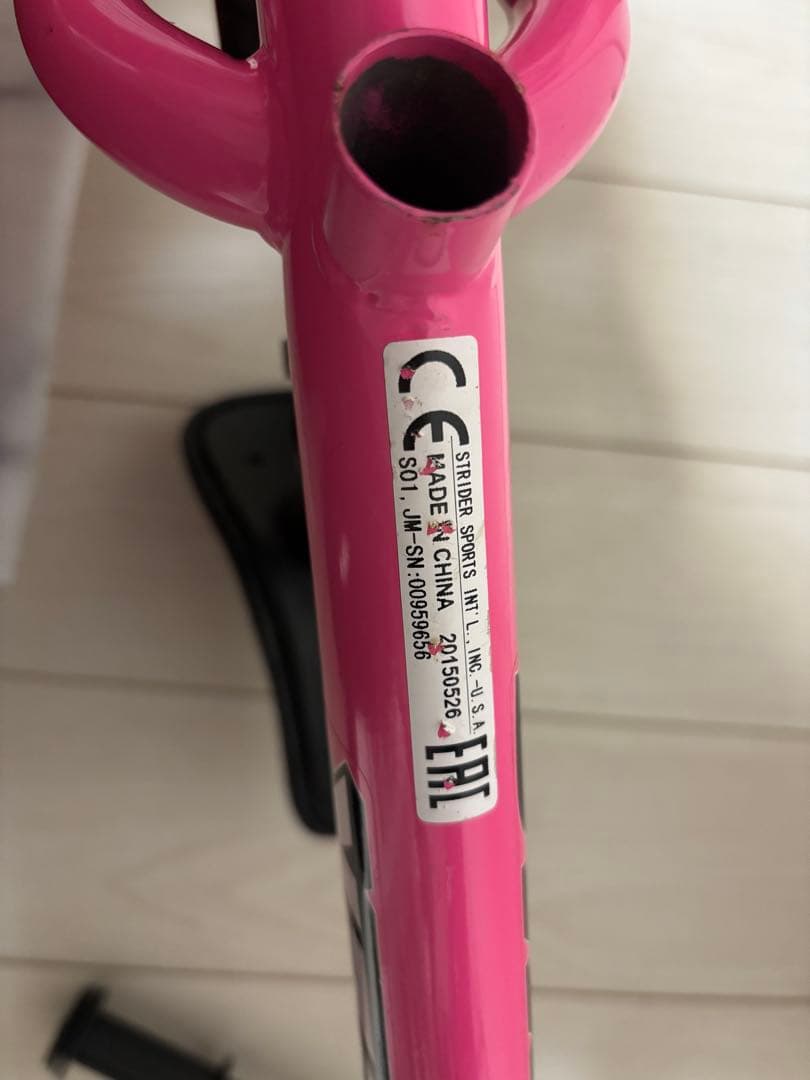 CE
STRIDER SPORTS INT'L., INC.-U.S.A.
MADE IN CHINA 20150526
S01, JM-SN:00959656
EAC